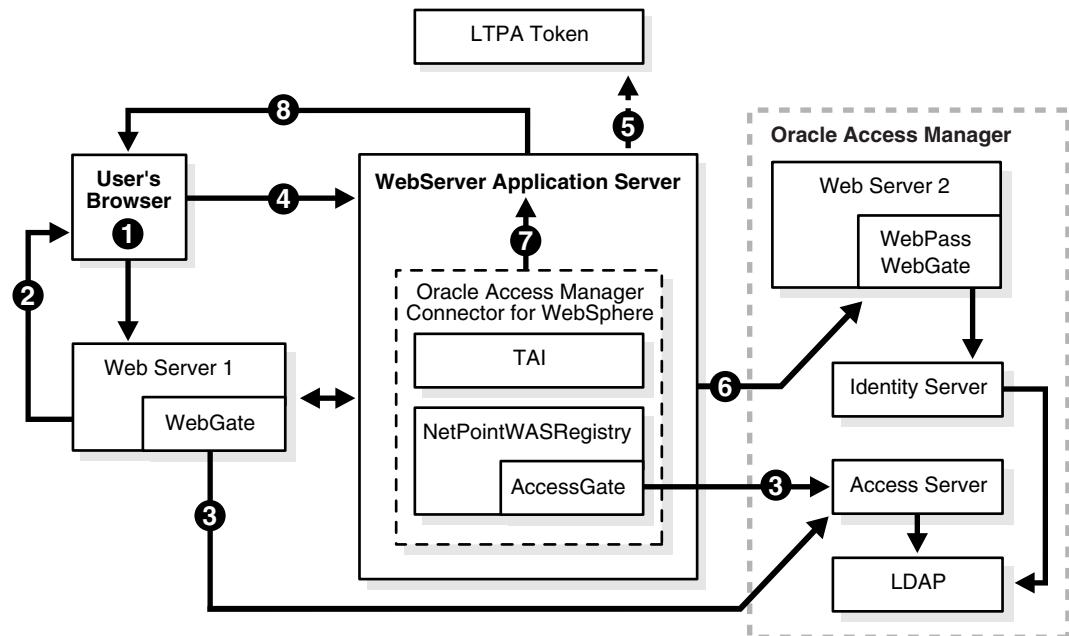 LTPA Token
8
5
Oracle Access Manager
User's
Browser
1
4
WebServer Application Server
Web Server 2
WebPass
WebGate
7
2
Oracle Access Manager
Connector for WebSphere
TAI
Web Server 1
WebGate
6
Identity Server
NetPointWASRegistry
AccessGate
3
Access Server
3
LDAP